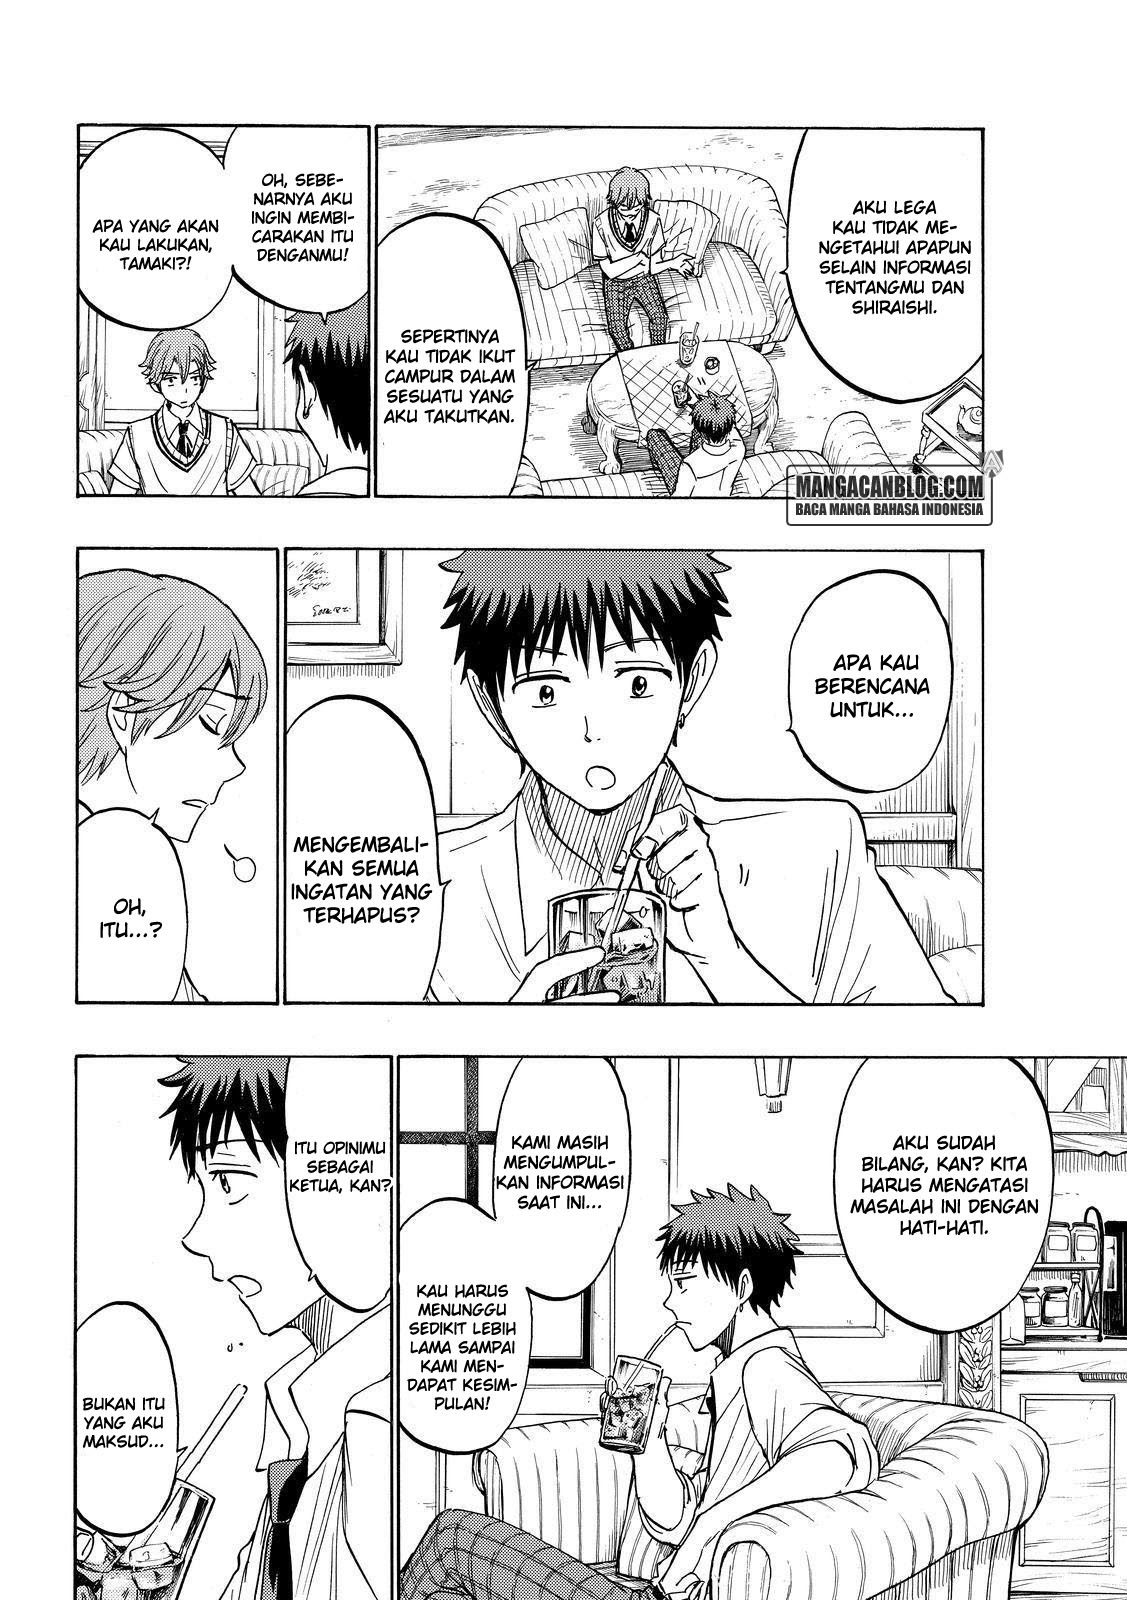 AKU LEGA
KAU TIDAK ME-
NGETAHUI APAPUN
SELAIN INFORMASI
TENTANGMU DAN
SHIRAISHI.
SEPERTINYA
KAU TIDAK IKUT
CAMPUR DALAM
SESUATU YANG
AKU TAKUTKAN.
OH, SEBE-
NARNYA AKU
INGIN MEMBI-
CARAKAN ITU
DENGANMU!
APA YANG AKAN
KAU LAKUKAN,
TAMAKI?!
MANGACANBLOG.COM
BACA MANGA BAHASA INDONESIA
APA KAU
BERENCANA
UNTUK...
MENGEMBALI-
KAN SEMUA
INGATAN YANG
TERHAPUS?
OH,
ITU...?
AKU SUDAH
BILANG, KAN? KITA
HARUS MENGATASI
MASALAH INI DENGAN
HATI-HATI.
KAMI MASIH
MENGUMPUL-
KAN INFORMASI
SAAT INI...
KAU HARUS
MENUNGGU
SEDIKIT LEBIH
LAMA SAMPAI
KAMI MEN-
DAPAT KESIM-
PULAN!
ITU OPINIMU
SEBAGAI
KETUA, KAN?
BUKAN ITU
YANG AKU
MAKSUD...